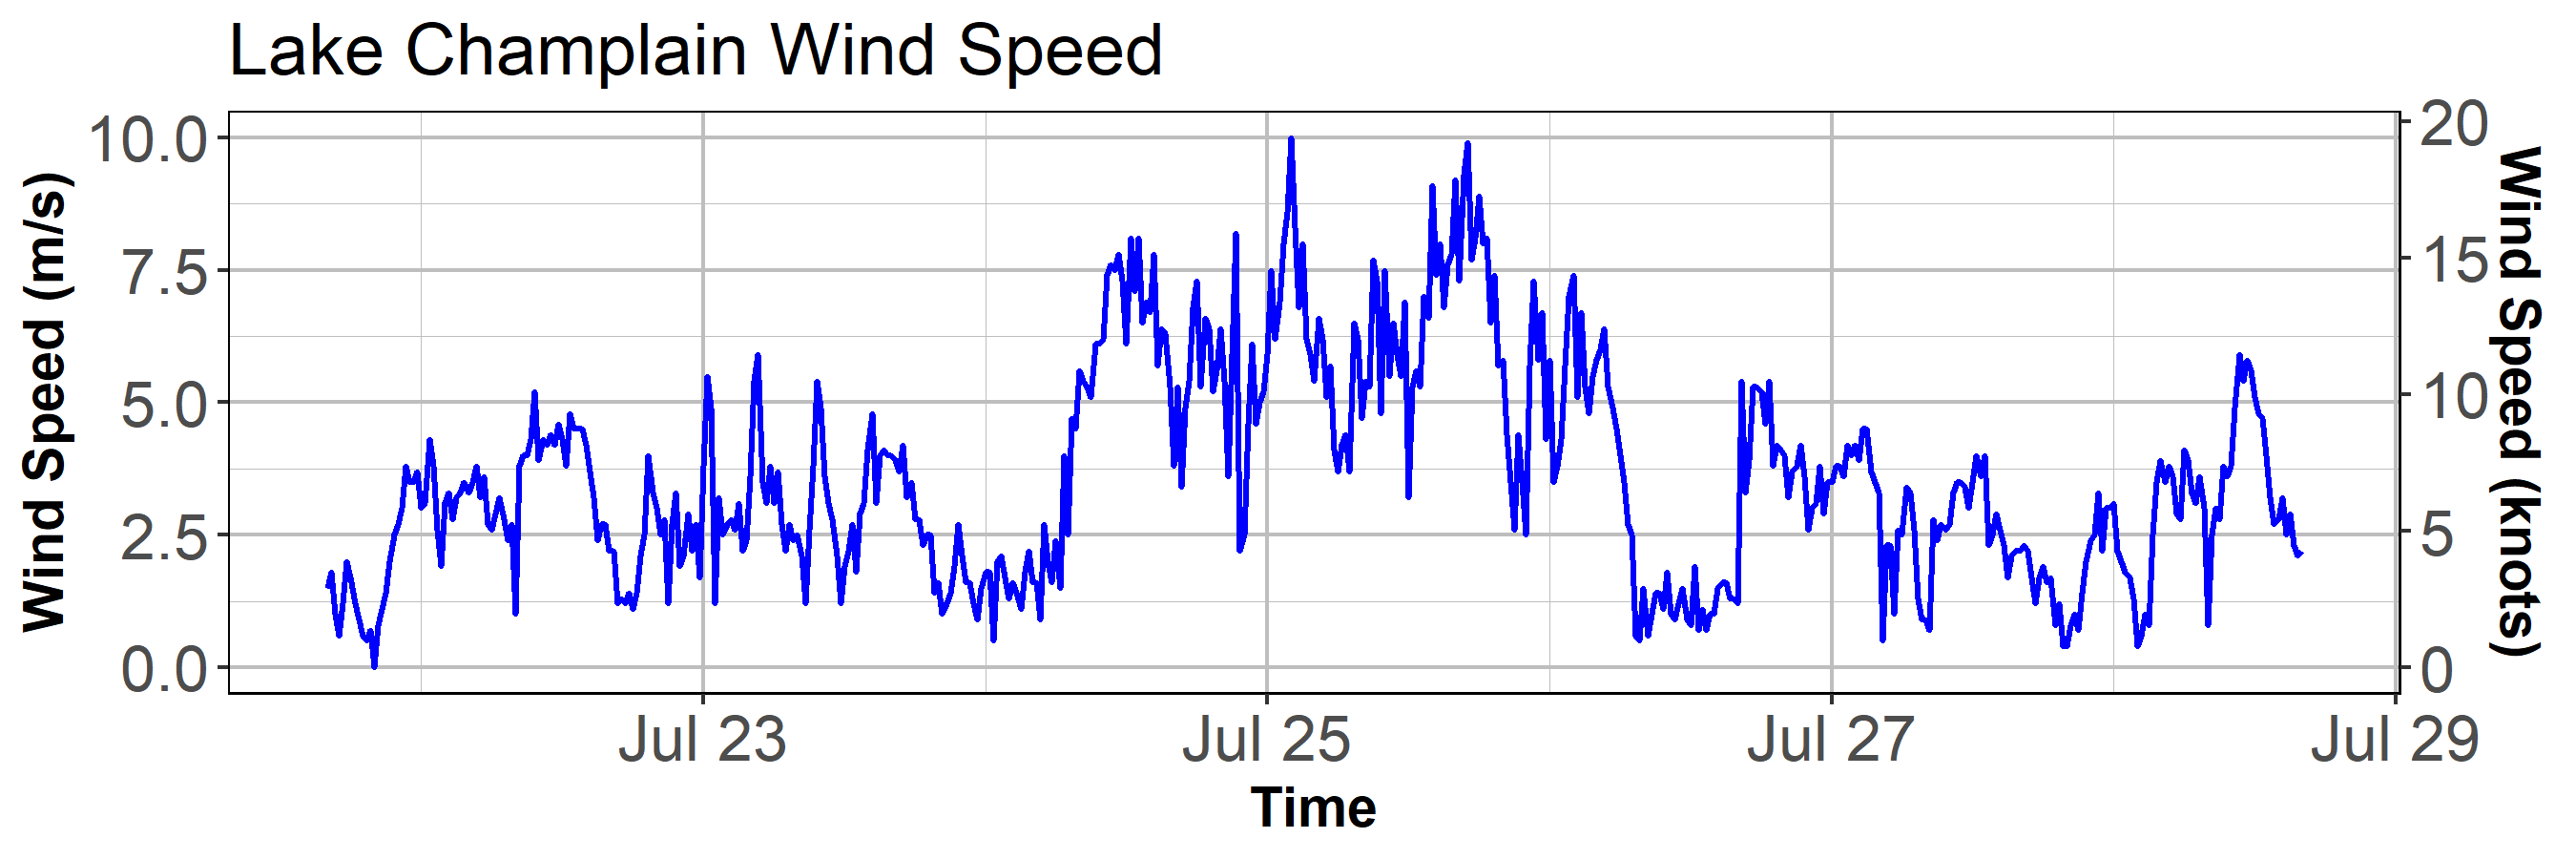 Lake Champlain Wind Speed
Wind Speed (m/s)
10.0
7.5
5.0
2.5
0.0
20
15
10
5
0
Wind Speed (knots)
Jul 23
Jul 25
Jul 27
Jul 29
Time